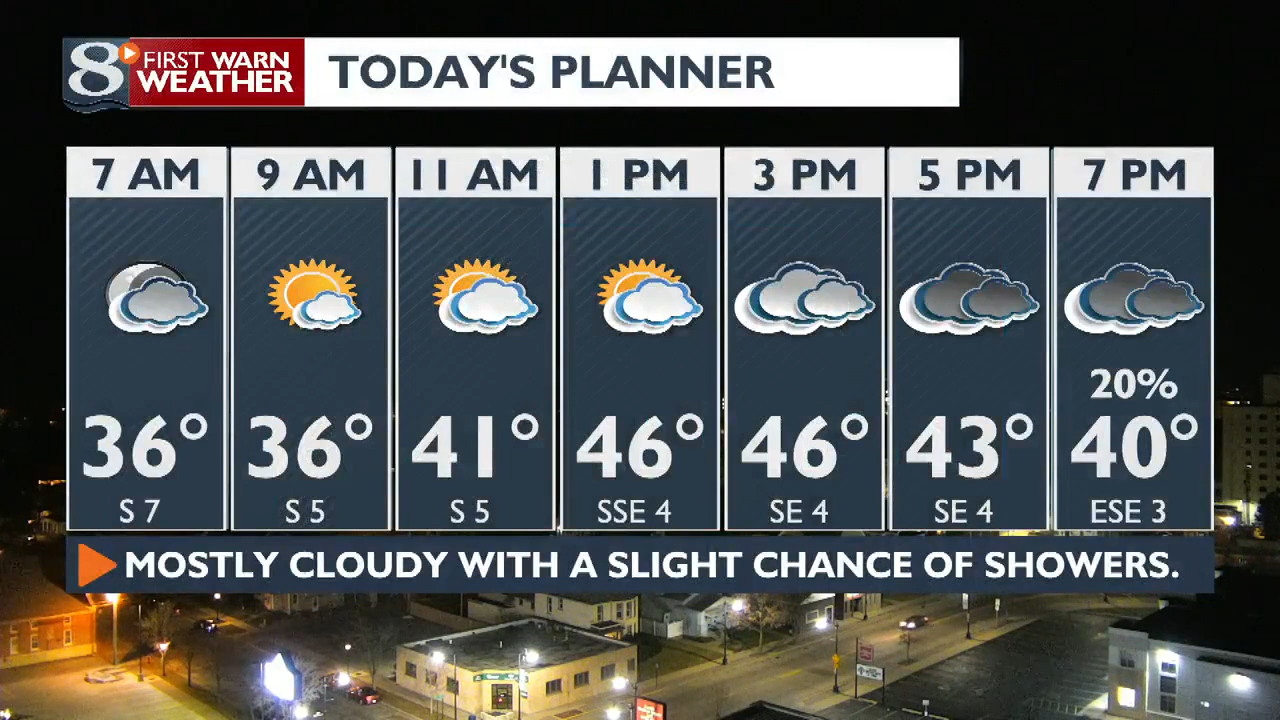 8 FIRST WARN
WEATHER
TODAY'S PLANNER
7 AM 9 AM 11 AM 1 PM 3 PM 5 PM 7 PM
20%
36° 36° 41° 46° 46° 43° 40°
S 7 S 5 S 5 SSE 4 SE 4 SE 4 ESE 3
MOSTLY CLOUDY WITH A SLIGHT CHANCE OF SHOWERS.